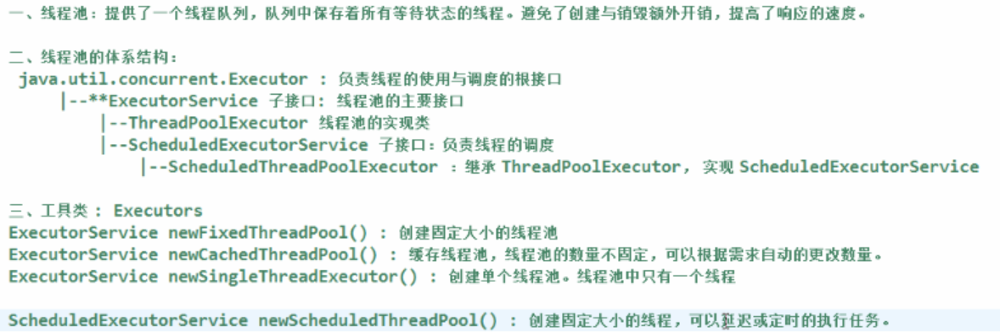 一、线程池：提供了一个线程队列，队列中保存着所有等待状态的线程。避免了创建与销毁额外开销，提高了响应的速度。
二、线程池的体系结构：
java.util.concurrent.Executor : 负责线程的使用与调度的根接口
|--**ExecutorService 子接口: 线程池的主要接口
|--ThreadPoolExecutor 线程池的实现类
|--ScheduledExecutorService 子接口：负责线程的调度
|--ScheduledThreadPoolExecutor ：继承 ThreadPoolExecutor, 实现 ScheduledExecutorService
三、工具类 : Executors
ExecutorService newFixedThreadPool() : 创建固定大小的线程池
ExecutorService newCachedThreadPool() : 缓存线程池，线程池的数量不固定，可以根据需求自动的更改数量。
ExecutorService newSingleThreadExecutor() : 创建单个线程池。线程池中只有一个线程
ScheduledExecutorService newScheduledThreadPool() : 创建固定大小的线程，可以延迟或定时的执行任务。